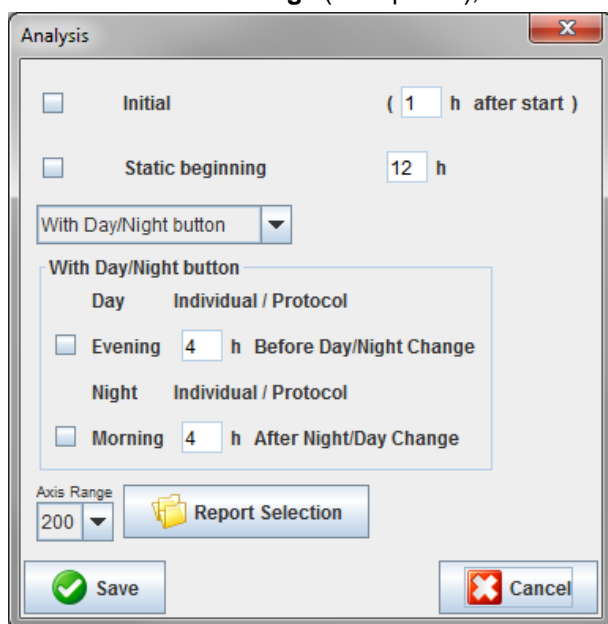 Analysis
Initial ( 1 h after start )
Static beginning 12 h
With Day/Night button
With Day/Night button
Day Individual / Protocol
Evening 4 h Before Day/Night Change
Night Individual / Protocol
Morning 4 h After Night/Day Change
Axis Range
200 Report Selection
Save Cancel